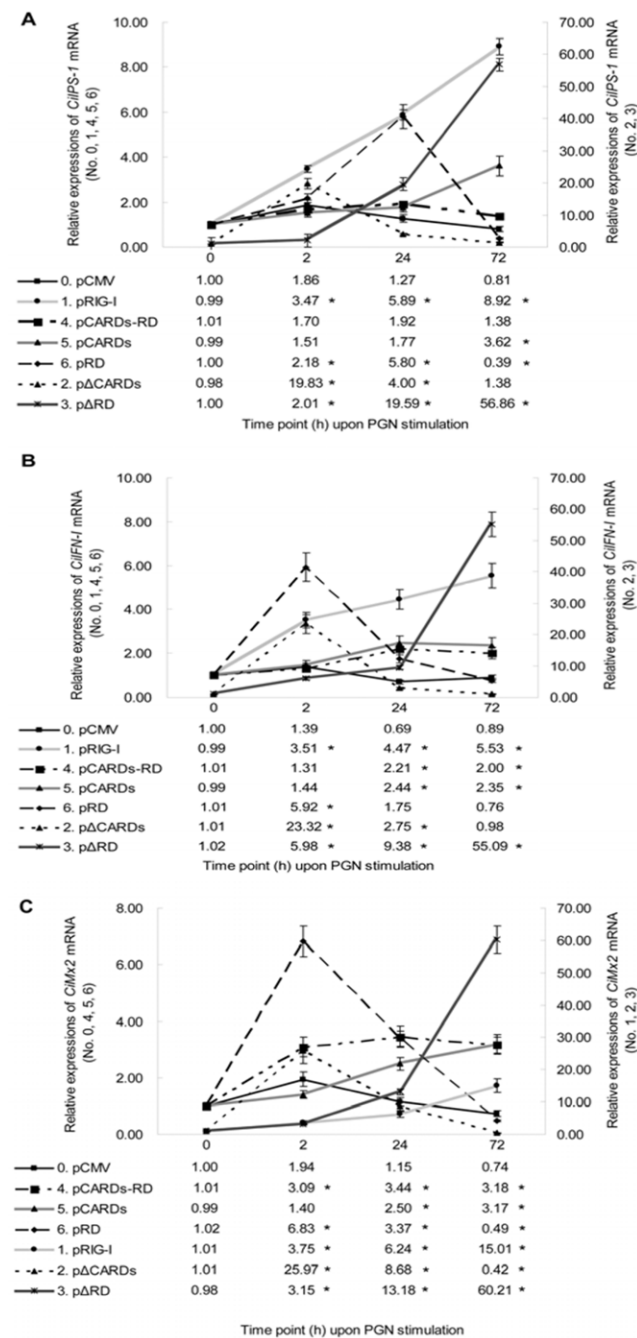 A
Relative expressions of CiIPS-1 mRNA
(No. 0, 1, 4, 5, 6)
10.00
8.00
6.00
4.00
2.00
0.00
70.00
60.00
50.00
40.00
30.00
20.00
10.00
0.00
Relative expressions of CiIPS-1 mRNA
(No. 2, 3)
0 2 24 72
0. pCMV 1.00 1.86 1.27 0.81
1. pRIG-I 0.99 3.47 * 5.89 * 8.92 *
4. pCARDs-RD 1.01 1.70 1.92 1.38
5. pCARDs 0.99 1.51 1.77 3.62 *
6. pRD 1.00 2.18 * 5.80 * 0.39 *
2. pΔCARDs 0.98 19.83 * 4.00 * 1.38
3. pΔRD 1.00 2.01 * 19.59 * 56.86 *
Time point (h) upon PGN stimulation
B
Relative expressions of CiIFN-I mRNA
(No. 0, 1, 4, 5, 6)
10.00
8.00
6.00
4.00
2.00
0.00
70.00
60.00
50.00
40.00
30.00
20.00
10.00
0.00
Relative expressions of CiIFN-I mRNA
(No. 2, 3)
0 2 24 72
0. pCMV 1.00 1.39 0.69 0.89
1. pRIG-I 0.99 3.51 * 4.47 * 5.53 *
4. pCARDs-RD 1.01 1.31 2.21 * 2.00 *
5. pCARDs 0.99 1.44 2.44 * 2.35 *
6. pRD 1.01 5.92 * 1.75 0.76
2. pΔCARDs 1.01 23.32 * 2.75 * 0.98
3. pΔRD 1.02 5.98 * 9.38 * 55.09 *
Time point (h) upon PGN stimulation
C
Relative expressions of CiMx2 mRNA
(No. 0, 4, 5, 6)
8.00
6.00
4.00
2.00
0.00
70.00
60.00
50.00
40.00
30.00
20.00
10.00
0.00
Relative expressions of CiMx2 mRNA
(No. 1, 2, 3)
0 2 24 72
0. pCMV 1.00 1.94 1.15 0.74
4. pCARDs-RD 1.01 3.09 * 3.44 * 3.18 *
5. pCARDs 0.99 1.40 2.50 * 3.17 *
6. pRD 1.02 6.83 * 3.37 * 0.49 *
1. pRIG-I 1.01 3.75 * 6.24 * 15.01 *
2. pΔCARDs 1.01 25.97 * 8.68 * 0.42 *
3. pΔRD 0.98 3.15 * 13.18 * 60.21 *
Time point (h) upon PGN stimulation